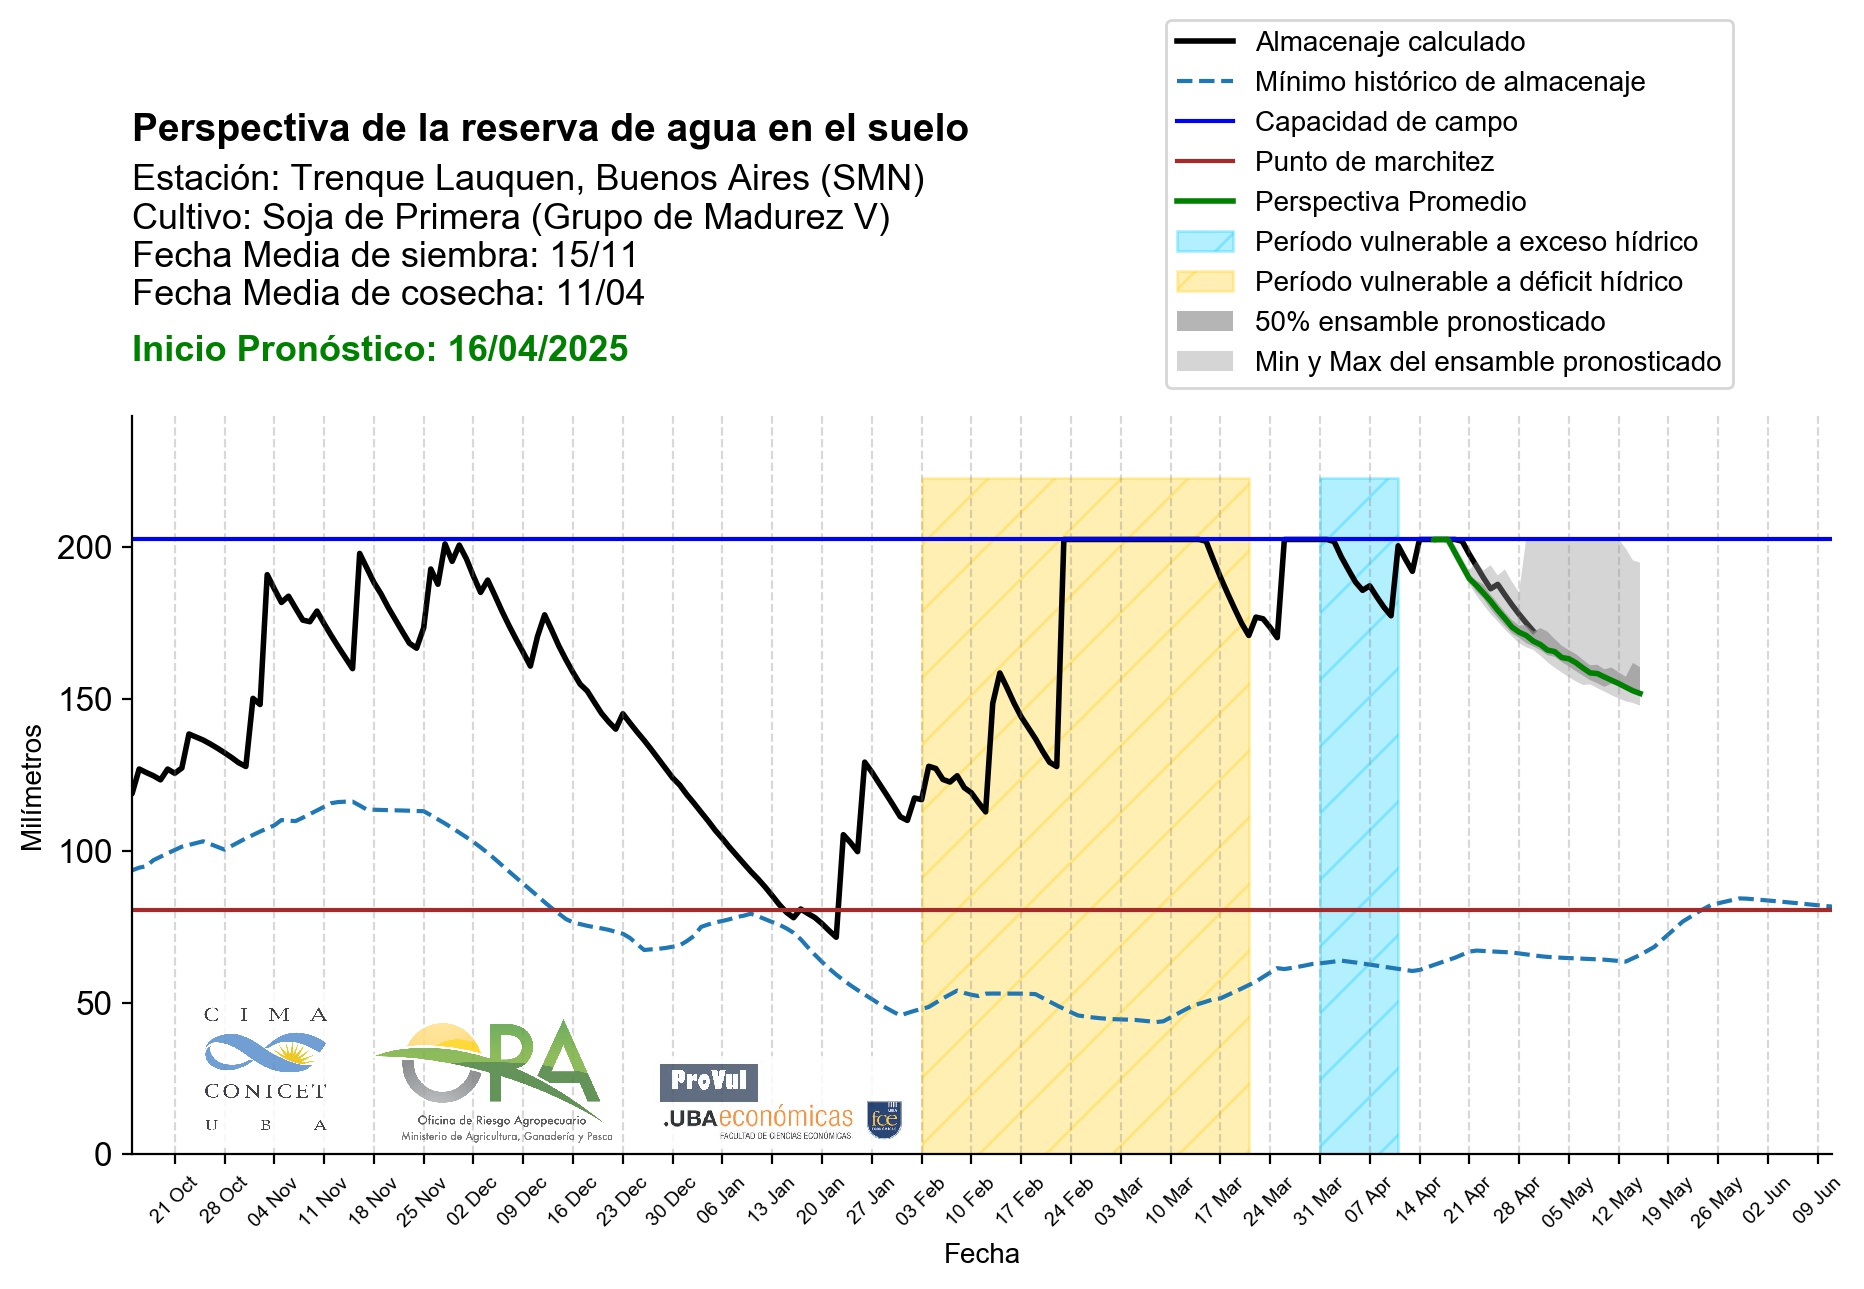 Almacenaje calculado
Mínimo histórico de almacenaje
Capacidad de campo
Punto de marchitez
Perspectiva Promedio
Período vulnerable a exceso hídrico
Período vulnerable a déficit hídrico
50% ensamble pronosticado
Min y Max del ensamble pronosticado
Perspectiva de la reserva de agua en el suelo
Estación: Trenque Lauquen, Buenos Aires (SMN)
Cultivo: Soja de Primera (Grupo de Madurez V)
Fecha Media de siembra: 15/11
Fecha Media de cosecha: 11/04
Inicio Pronóstico: 16/04/2025
Milímetros
200
150
100
50
0
CIMA
CONICET
UBA
ORA
Oficina de Riesgo Agropecuario
Ministerio de Agricultura, Ganadería y Pesca
ProVul
.UBAeconómicas
FACULTAD DE CIENCIAS ECONÓMICAS
UBA
fce
ECONÓMICAS
21 Oct
28 Oct
04 Nov
11 Nov
18 Nov
25 Nov
02 Dec
09 Dec
16 Dec
23 Dec
30 Dec
06 Jan
13 Jan
20 Jan
27 Jan
03 Feb
10 Feb
17 Feb
24 Feb
03 Mar
10 Mar
17 Mar
24 Mar
31 Mar
07 Apr
14 Apr
21 Apr
28 Apr
05 May
12 May
19 May
26 May
02 Jun
09 Jun
Fecha